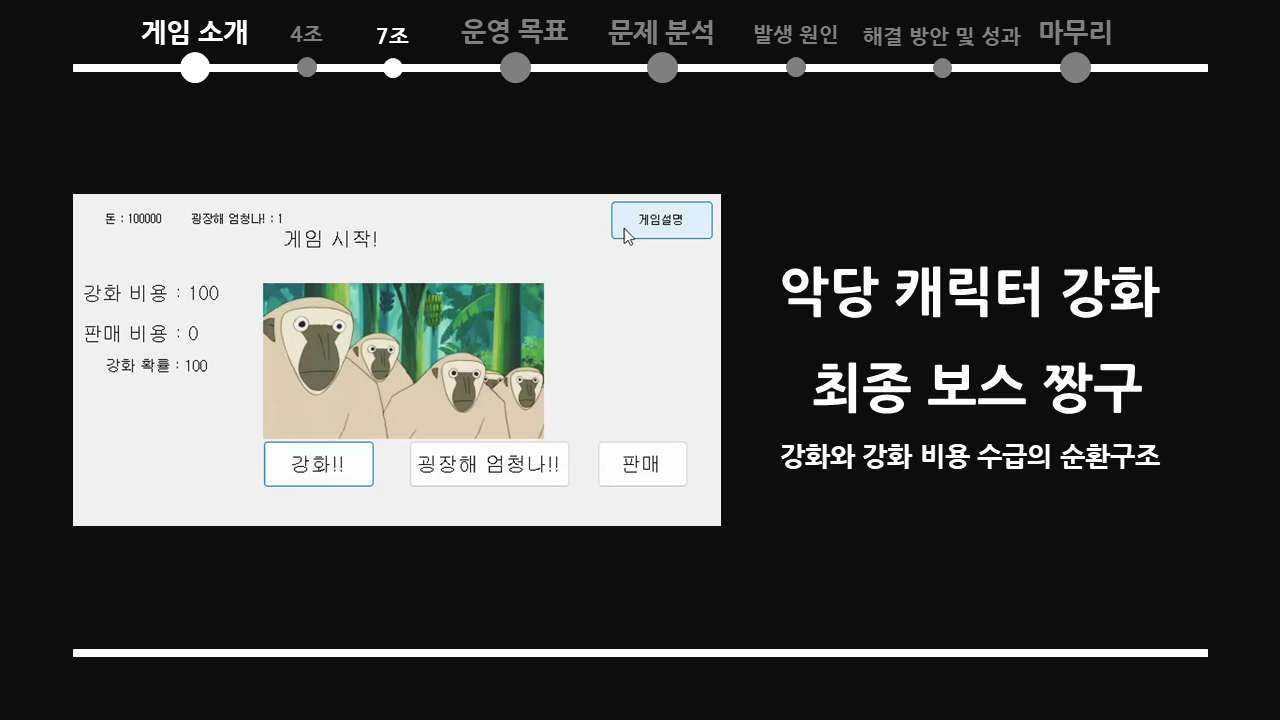 게임 소개 4조 7조 운영 목표 문제 분석 발생 원인 해결 방안 및 성과 마무리
돈 : 100000 굉장해 엄청나! : 1
게임설명
게임 시작!
강화 비용 : 100
판매 비용 : 0
강화 확률 : 100
강화!! 굉장해 엄청나!! 판매
악당 캐릭터 강화
최종 보스 짱구
강화와 강화 비용 수급의 순환구조